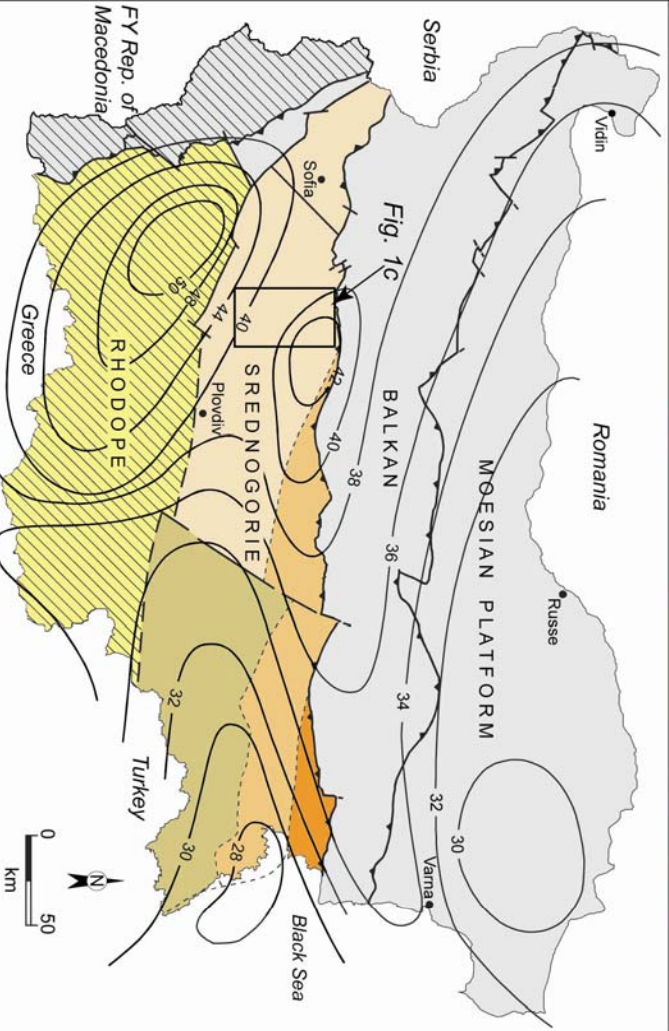 Romania
Serbia
Vidin
Russe
MOESIAN PLATFORM
Varna
BALKAN
Fig. 1c
FY Rep. of
Macedonia
Sofia
SREDNOGORIE
Plovdiv
RHODOPE
Greece
Turkey
Black Sea
30
32
34
36
38
40
42
40
44
48
50
32
30
28
0
50
km
N